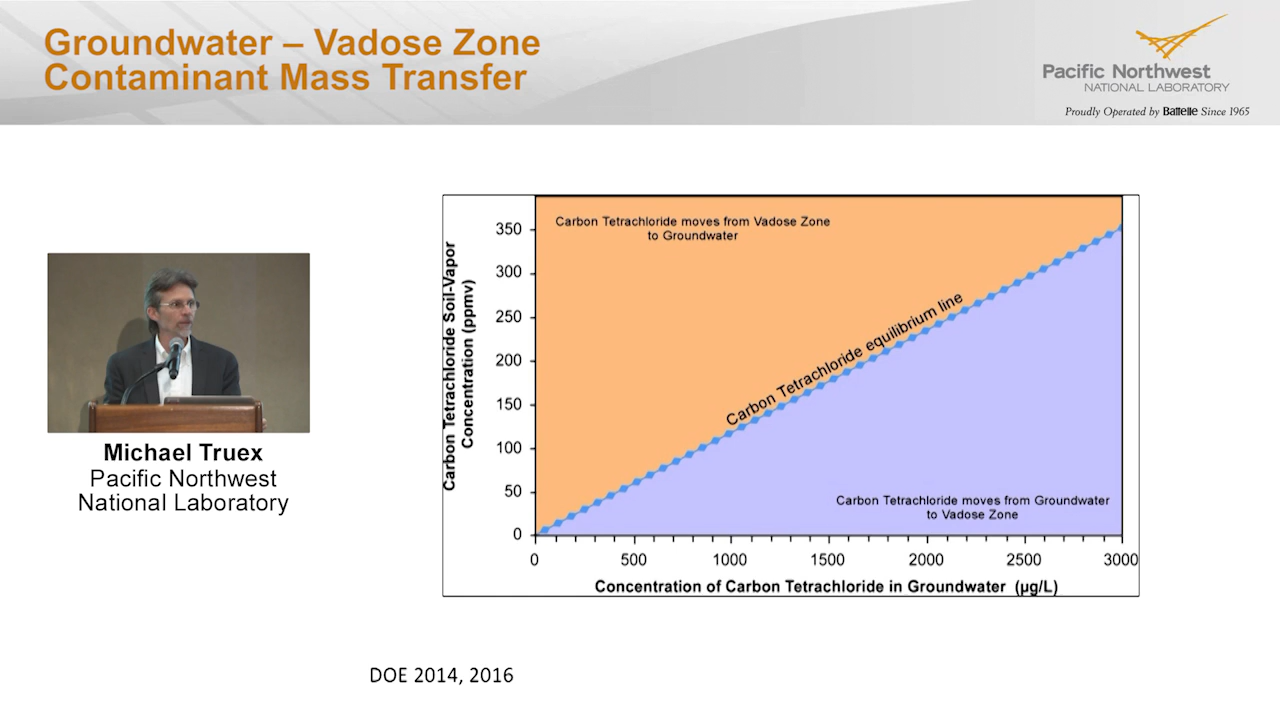 Groundwater – Vadose Zone
Contaminant Mass Transfer
Pacific Northwest
NATIONAL LABORATORY
Proudly Operated by Battelle Since 1965
Michael Truex
Pacific Northwest
National Laboratory
Carbon Tetrachloride Soil-Vapor
Concentration (ppmv)
350
300
250
200
150
100
50
0
Carbon Tetrachloride moves from Vadose Zone
to Groundwater
Carbon Tetrachloride equilibrium line
Carbon Tetrachloride moves from Groundwater
to Vadose Zone
0 500 1000 1500 2000 2500 3000
Concentration of Carbon Tetrachloride in Groundwater (µg/L)
DOE 2014, 2016